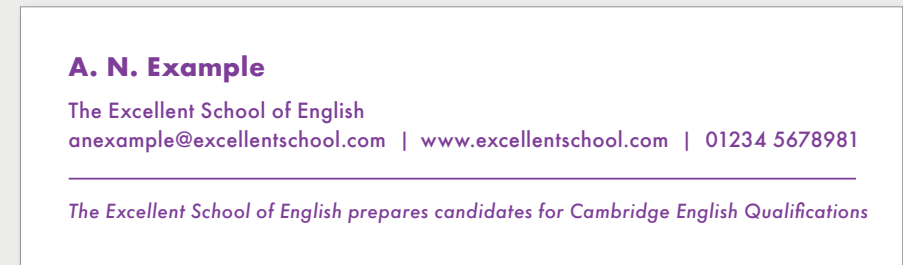 A. N. Example
The Excellent School of English
anexample@excellentschool.com | www.excellentschool.com | 01234 5678981
The Excellent School of English prepares candidates for Cambridge English Qualifications